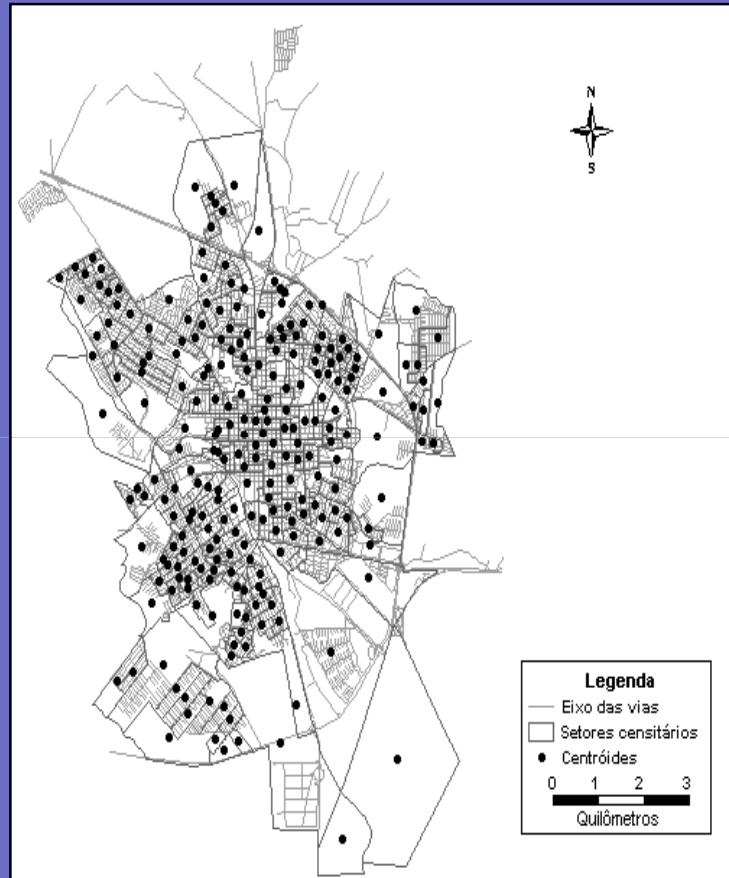 N
S
Legenda
Eixo das vias
Setores censitários
Centróides
0 1 2 3
Quilômetros